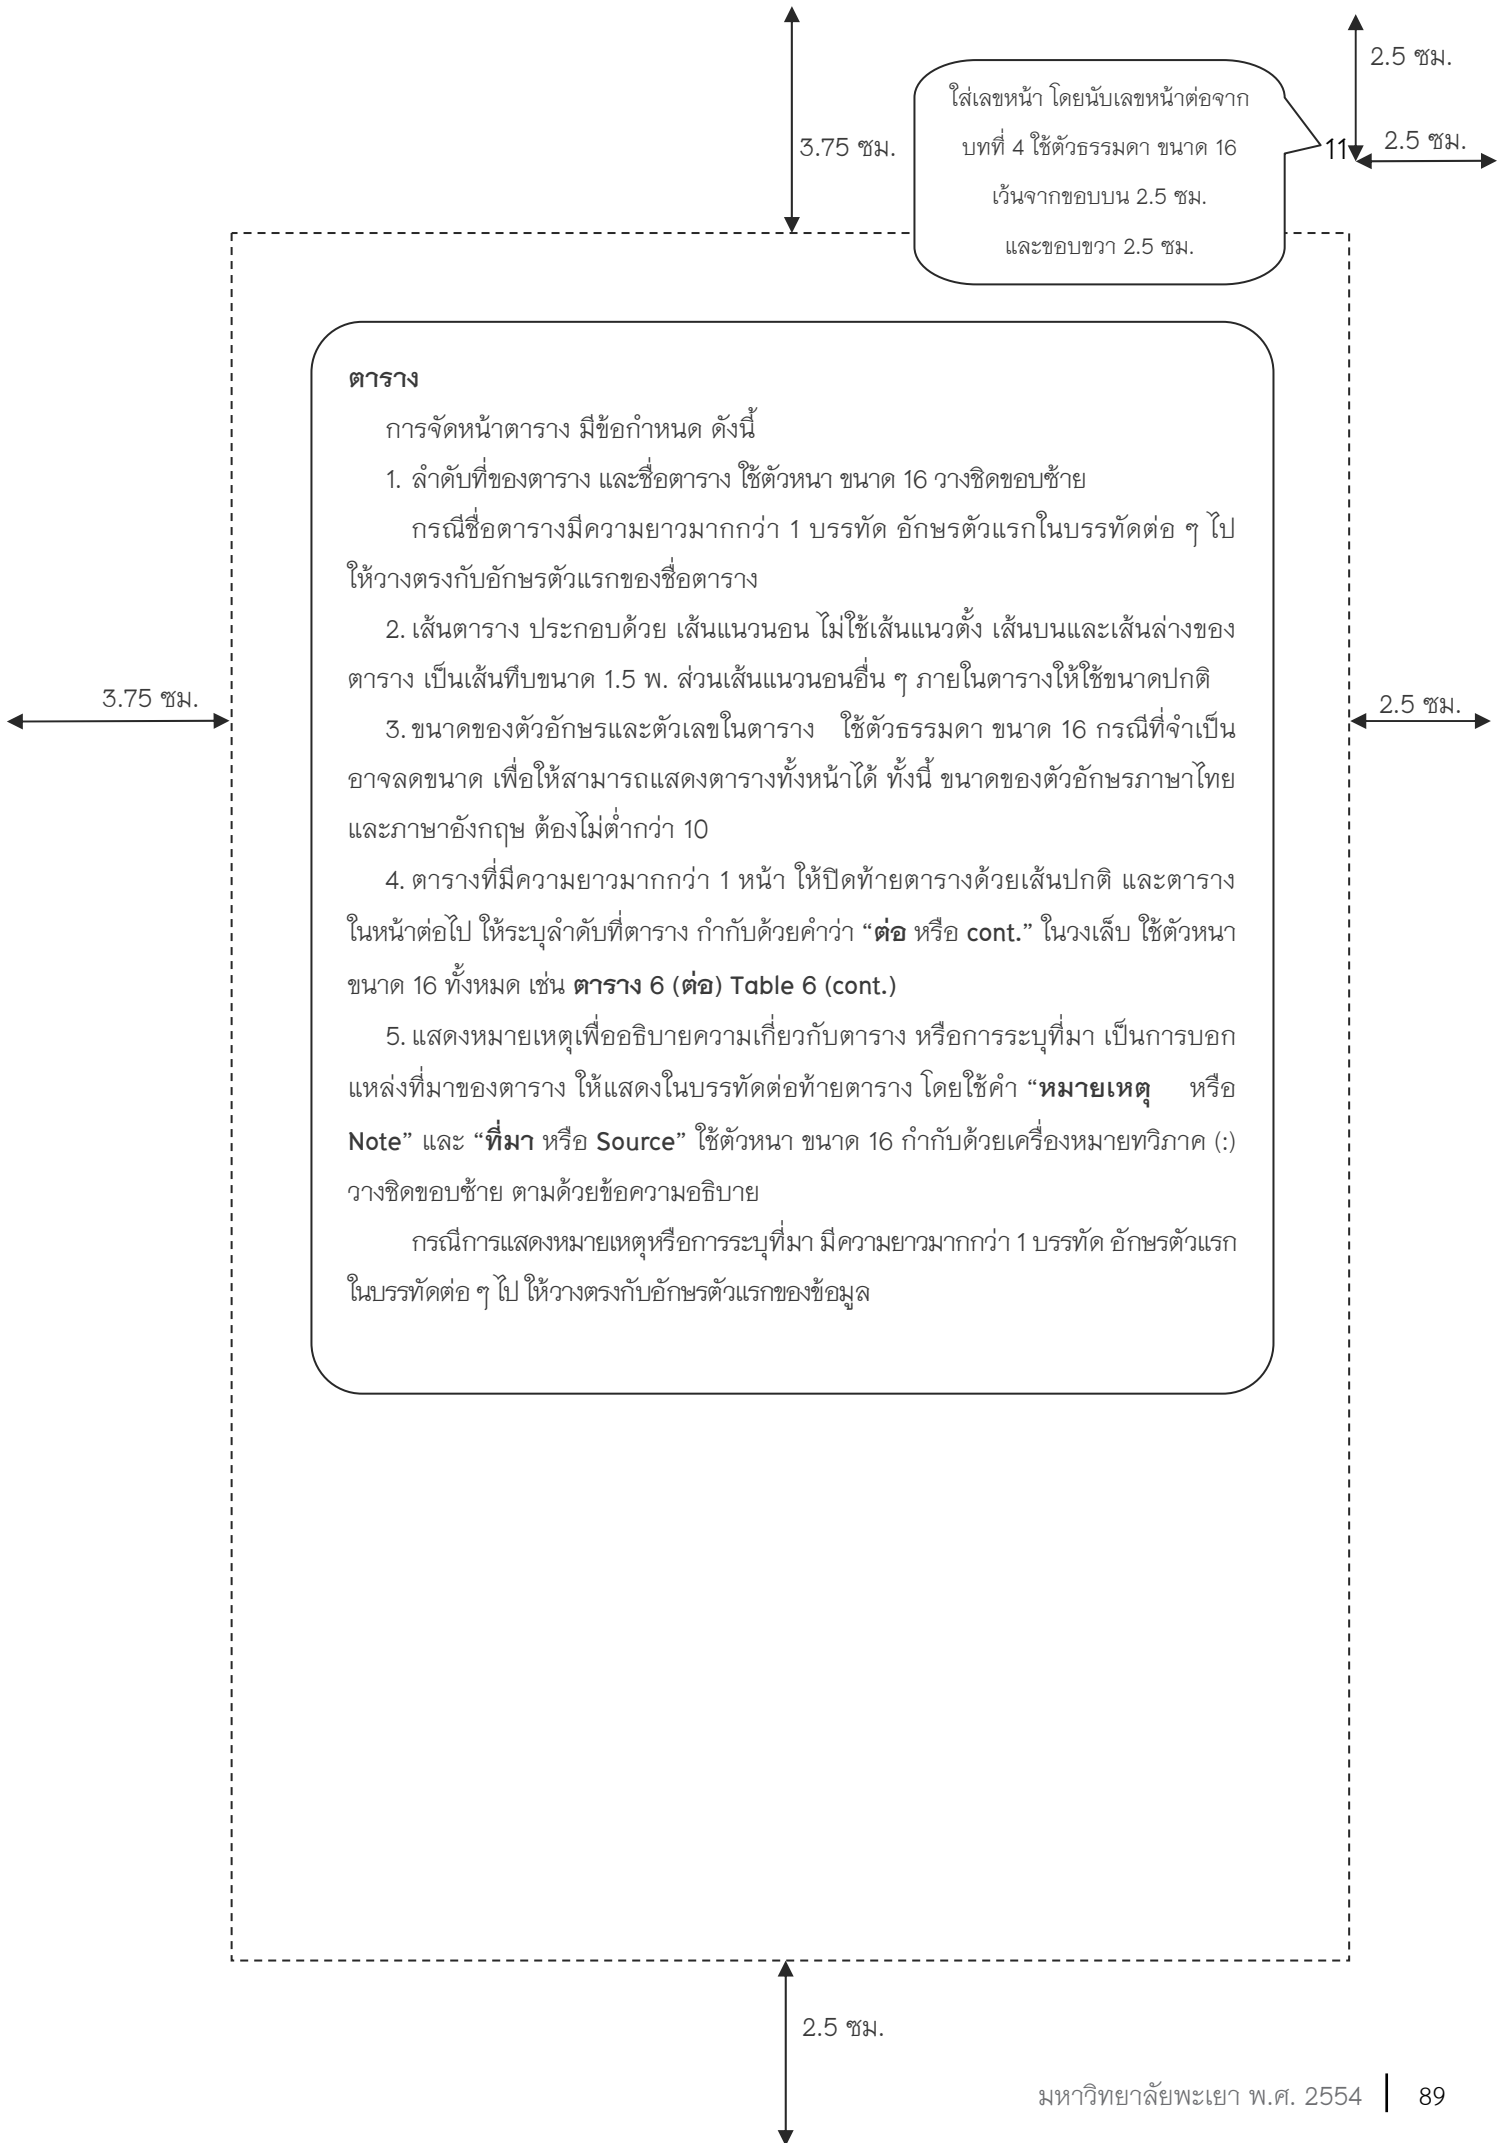 2.5 ซม.
ใส่เลขหน้า โดยนับเลขหน้าต่อจาก
บทที่ 4 ใช้ตัวธรรมดา ขนาด 16
เว้นจากขอบบน 2.5 ซม.
และขอบขวา 2.5 ซม.
3.75 ซม.
11
2.5 ซม.
ตาราง
การจัดหน้าตาราง มีข้อกำหนด ดังนี้
1. ลำดับที่ของตาราง และชื่อตาราง ใช้ตัวหนา ขนาด 16 วางชิดขอบซ้าย
กรณีชื่อตารางมีความยาวมากกว่า 1 บรรทัด อักษรตัวแรกในบรรทัดต่อ ๆ ไป
ให้วางตรงกับอักษรตัวแรกของชื่อตาราง
2. เส้นตาราง ประกอบด้วย เส้นแนวนอน ไม่ใช้เส้นแนวตั้ง เส้นบนและเส้นล่างของ
ตาราง เป็นเส้นทึบขนาด 1.5 พ. ส่วนเส้นแนวนอนอื่น ๆ ภายในตารางให้ใช้ขนาดปกติ
3. ขนาดของตัวอักษรและตัวเลขในตาราง ใช้ตัวธรรมดา ขนาด 16 กรณีที่จำเป็น
อาจลดขนาด เพื่อให้สามารถแสดงตารางทั้งหน้าได้ ทั้งนี้ ขนาดของตัวอักษรภาษาไทย
และภาษาอังกฤษ ต้องไม่ต่ำกว่า 10
4. ตารางที่มีความยาวมากกว่า 1 หน้า ให้ปิดท้ายตารางด้วยเส้นปกติ และตาราง
ในหน้าต่อไป ให้ระบุลำดับที่ตาราง กำกับด้วยคำว่า “ต่อ หรือ cont.” ในวงเล็บ ใช้ตัวหนา
ขนาด 16 ทั้งหมด เช่น ตาราง 6 (ต่อ) Table 6 (cont.)
5. แสดงหมายเหตุเพื่ออธิบายความเกี่ยวกับตาราง หรือการระบุที่มา เป็นการบอก
แหล่งที่มาของตาราง ให้แสดงในบรรทัดต่อท้ายตาราง โดยใช้คำ “หมายเหตุ หรือ
Note” และ “ที่มา หรือ Source” ใช้ตัวหนา ขนาด 16 กำกับด้วยเครื่องหมายทวิภาค (:)
วางชิดขอบซ้าย ตามด้วยข้อความอธิบาย
กรณีการแสดงหมายเหตุหรือการระบุที่มา มีความยาวมากกว่า 1 บรรทัด อักษรตัวแรก
ในบรรทัดต่อ ๆ ไป ให้วางตรงกับอักษรตัวแรกของข้อมูล
3.75 ซม.
2.5 ซม.
2.5 ซม.
มหาวิทยาลัยพะเยา พ.ศ. 2554 | 89